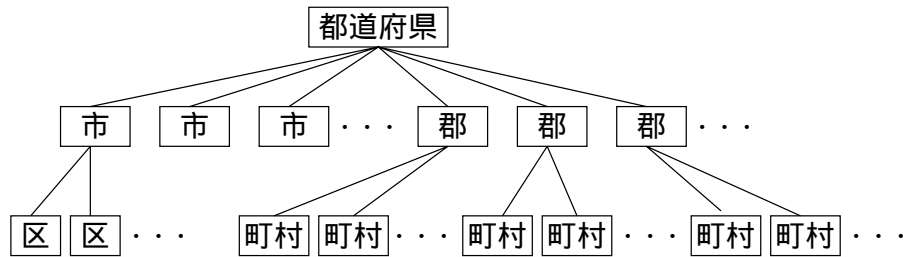 都道府県
市 市 市 ・・・ 郡 郡 郡 ・・・
区 区 ・・・ 町村 町村 ・・・ 町村 町村 ・・・ 町村 町村 ・・・